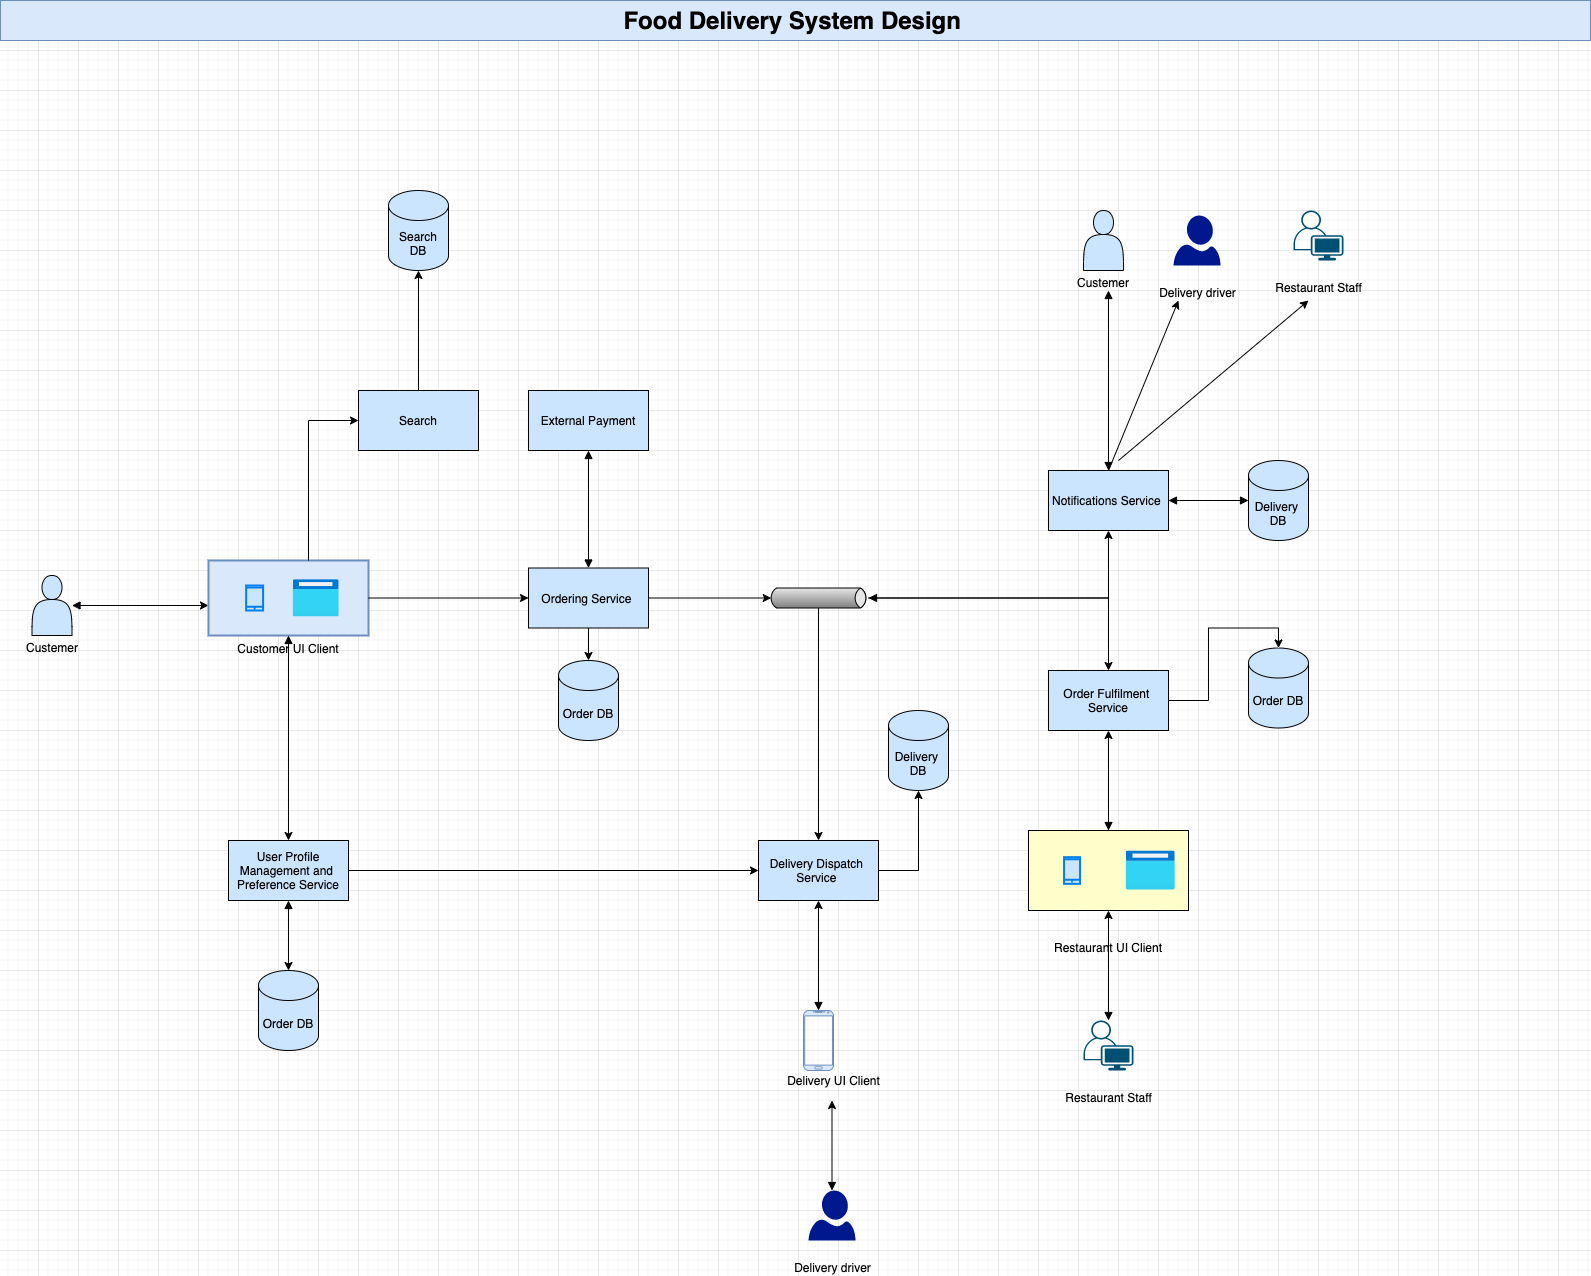 Food Delivery System Design
Search
DB
Custemer
Delivery driver
Restaurant Staff
Search
External Payment
Notifications Service
Delivery
DB
Ordering Service
Custemer
Customer UI Client
Order DB
Order Fulfilment
Service
Order DB
Delivery
DB
User Profile
Management and
Preference Service
Delivery Dispatch
Service
Restaurant UI Client
Order DB
Delivery UI Client
Restaurant Staff
Delivery driver